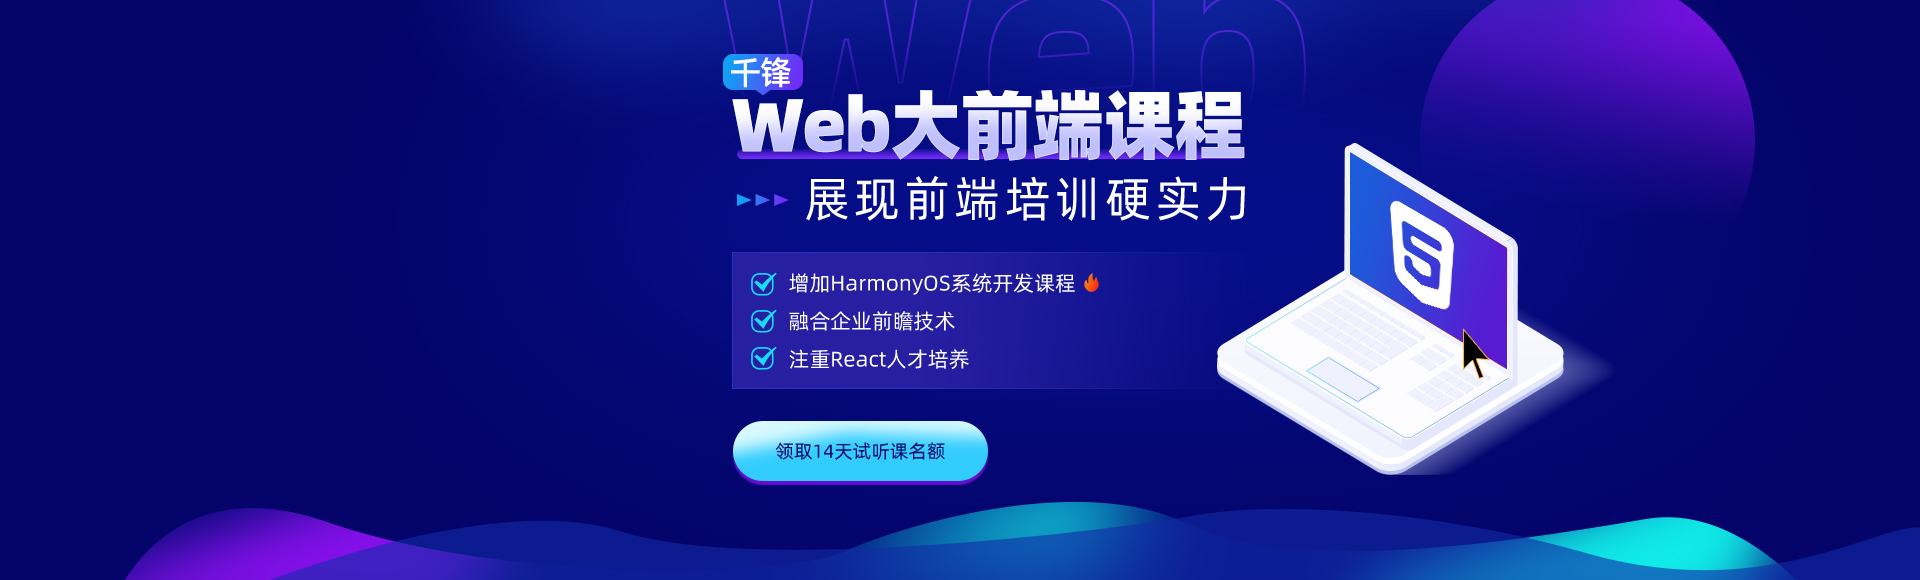 Web
千锋
Web大前端课程
展现前端培训硬实力
增加HarmonyOS系统开发课程
融合企业前瞻技术
注重React人才培养
领取14天试听课名额
5